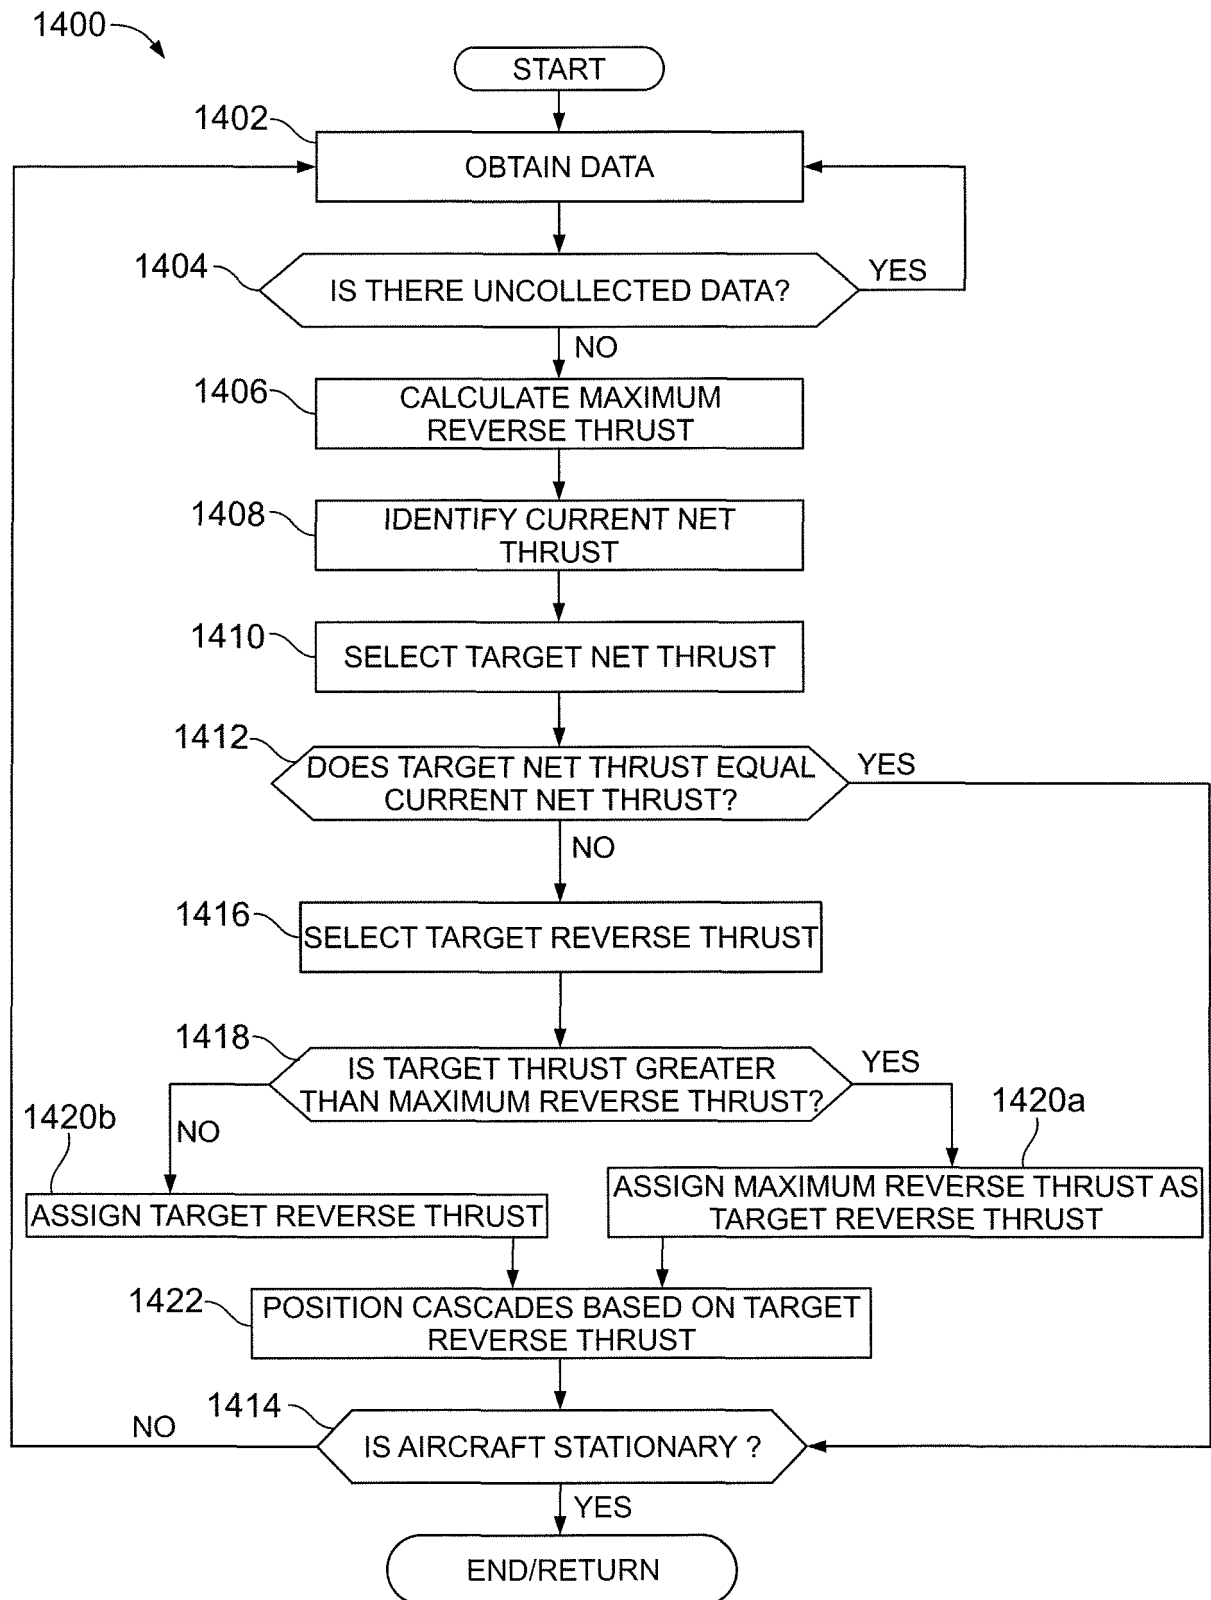 1400
START
1402
OBTAIN DATA
1404
IS THERE UNCOLLECTED DATA?
YES
NO
1406
CALCULATE MAXIMUM
REVERSE THRUST
1408
IDENTIFY CURRENT NET
THRUST
1410
SELECT TARGET NET THRUST
1412
DOES TARGET NET THRUST EQUAL
CURRENT NET THRUST?
YES
NO
1416
SELECT TARGET REVERSE THRUST
1418
IS TARGET THRUST GREATER
THAN MAXIMUM REVERSE THRUST?
YES
NO
1420b
1420a
ASSIGN TARGET REVERSE THRUST
ASSIGN MAXIMUM REVERSE THRUST AS
TARGET REVERSE THRUST
1422
POSITION CASCADES BASED ON TARGET
REVERSE THRUST
1414
NO
IS AIRCRAFT STATIONARY ?
YES
END/RETURN